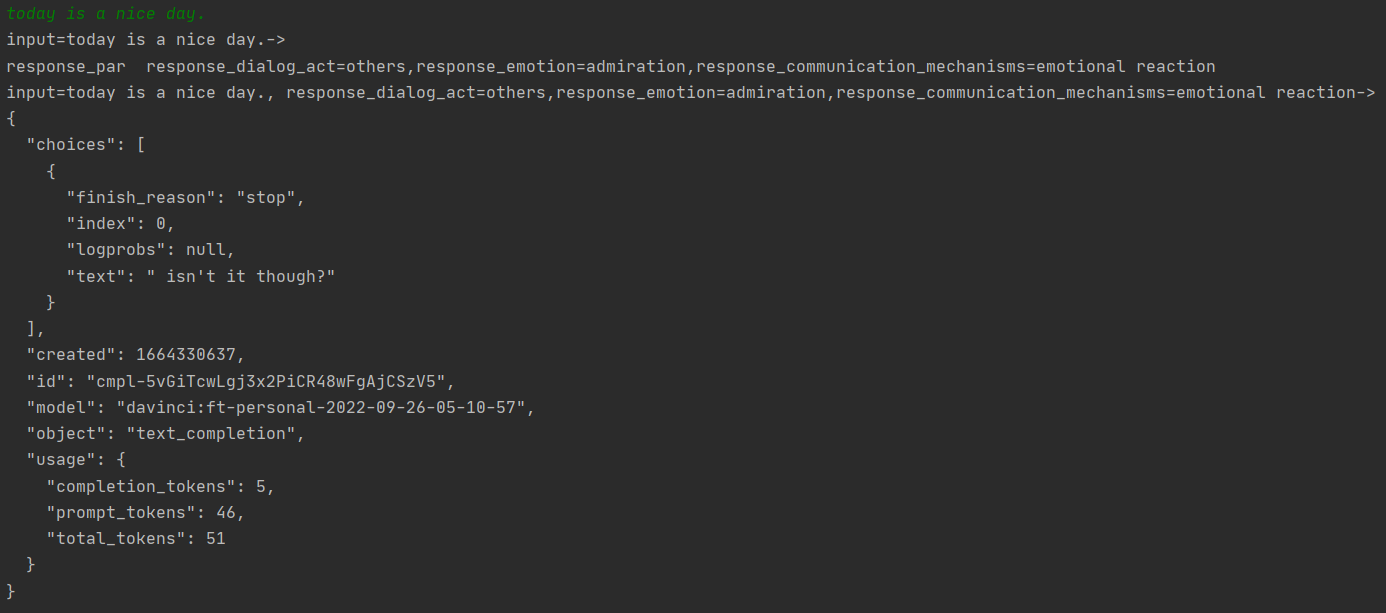 today is a nice day.
input=today is a nice day.->
response_par  response_dialog_act=others,response_emotion=admiration,response_communication_mechanisms=emotional reaction
input=today is a nice day., response_dialog_act=others,response_emotion=admiration,response_communication_mechanisms=emotional reaction->
{
  "choices": [
    {
      "finish_reason": "stop",
      "index": 0,
      "logprobs": null,
      "text": " isn't it though?"
    }
  ],
  "created": 1664330637,
  "id": "cmpl-5vGiTcwLgj3x2PiCR48wFgAjCSzV5",
  "model": "davinci:ft-personal-2022-09-26-05-10-57",
  "object": "text_completion",
  "usage": {
    "completion_tokens": 5,
    "prompt_tokens": 46,
    "total_tokens": 51
  }
}